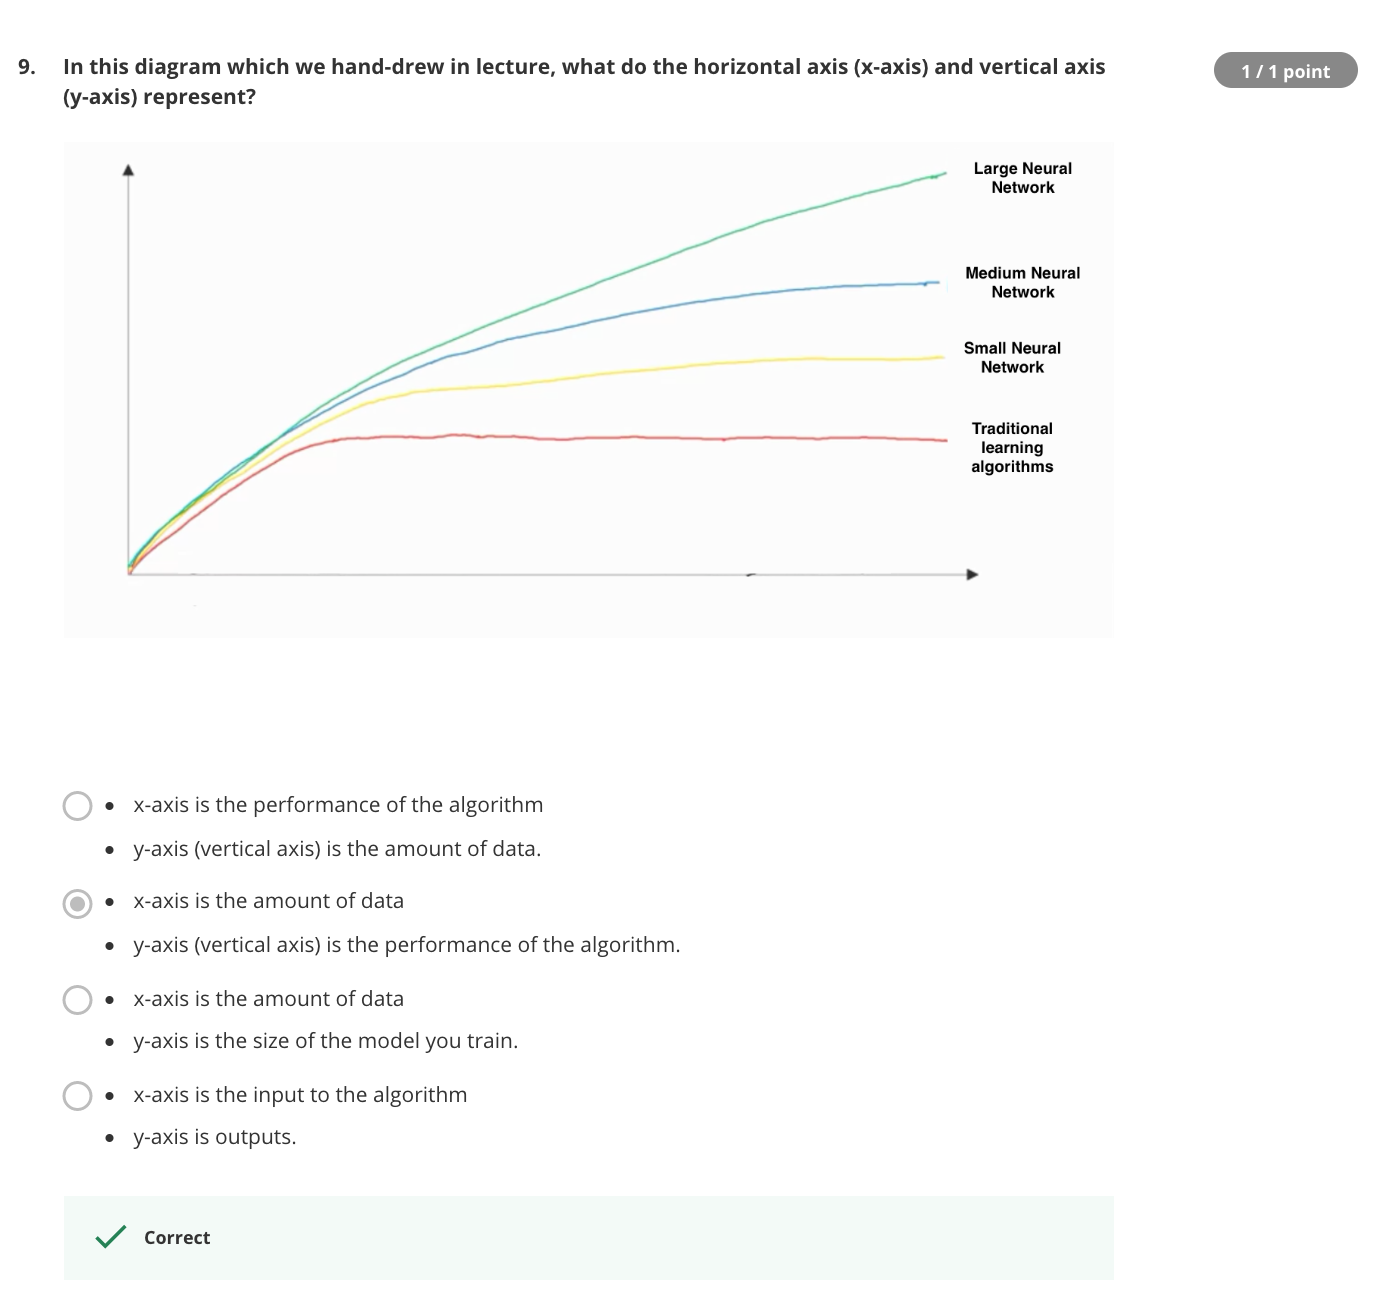 9. In this diagram which we hand-drew in lecture, what do the horizontal axis (x-axis) and vertical axis
(y-axis) represent?
1 / 1 point
Large Neural
Network
Medium Neural
Network
Small Neural
Network
Traditional
learning
algorithms
x-axis is the performance of the algorithm
y-axis (vertical axis) is the amount of data.
x-axis is the amount of data
y-axis (vertical axis) is the performance of the algorithm.
x-axis is the amount of data
y-axis is the size of the model you train.
x-axis is the input to the algorithm
y-axis is outputs.
Correct